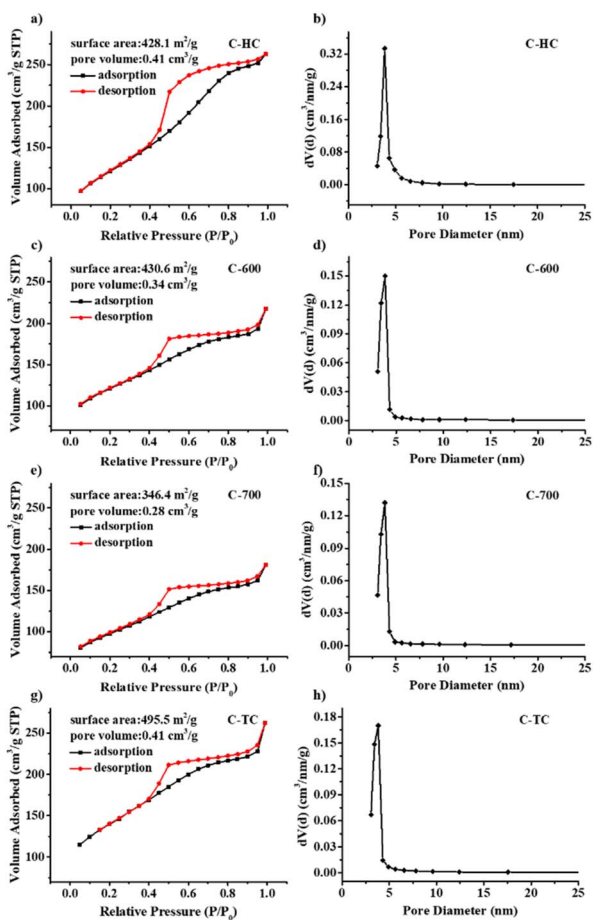 a)
surface area:428.1 m²/g
pore volume:0.41 cm³/g
C-HC
adsorption
desorption
Volume Adsorbed (cm³/g STP)
250
200
150
100
0.0 0.2 0.4 0.6 0.8 1.0
Relative Pressure (P/P₀)
b)
C-HC
dV(d) (cm³/nm/g)
0.32
0.24
0.16
0.08
0.00
0 5 10 15 20 25
Pore Diameter (nm)
c)
surface area:430.6 m²/g
pore volume:0.34 cm³/g
C-600
adsorption
desorption
Volume Adsorbed (cm³/g STP)
250
200
150
100
0.0 0.2 0.4 0.6 0.8 1.0
Relative Pressure (P/P₀)
d)
C-600
dV(d) (cm³/nm/g)
0.15
0.12
0.09
0.06
0.03
0.00
0 5 10 15 20 25
Pore Diameter (nm)
e)
surface area:346.4 m²/g
pore volume:0.28 cm³/g
C-700
adsorption
desorption
Volume Adsorbed (cm³/g STP)
250
200
150
100
0.0 0.2 0.4 0.6 0.8 1.0
Relative Pressure (P/P₀)
f)
C-700
dV(d) (cm³/nm/g)
0.15
0.12
0.09
0.06
0.03
0.00
0 5 10 15 20 25
Pore Diameter (nm)
g)
surface area:495.5 m²/g
pore volume:0.41 cm³/g
C-TC
adsorption
desorption
Volume Adsorbed (cm³/g STP)
250
200
150
100
0.0 0.2 0.4 0.6 0.8 1.0
Relative Pressure (P/P₀)
h)
C-TC
dV(d) (cm³/nm/g)
0.18
0.15
0.12
0.09
0.06
0.03
0.00
0 5 10 15 20 25
Pore Diameter (nm)